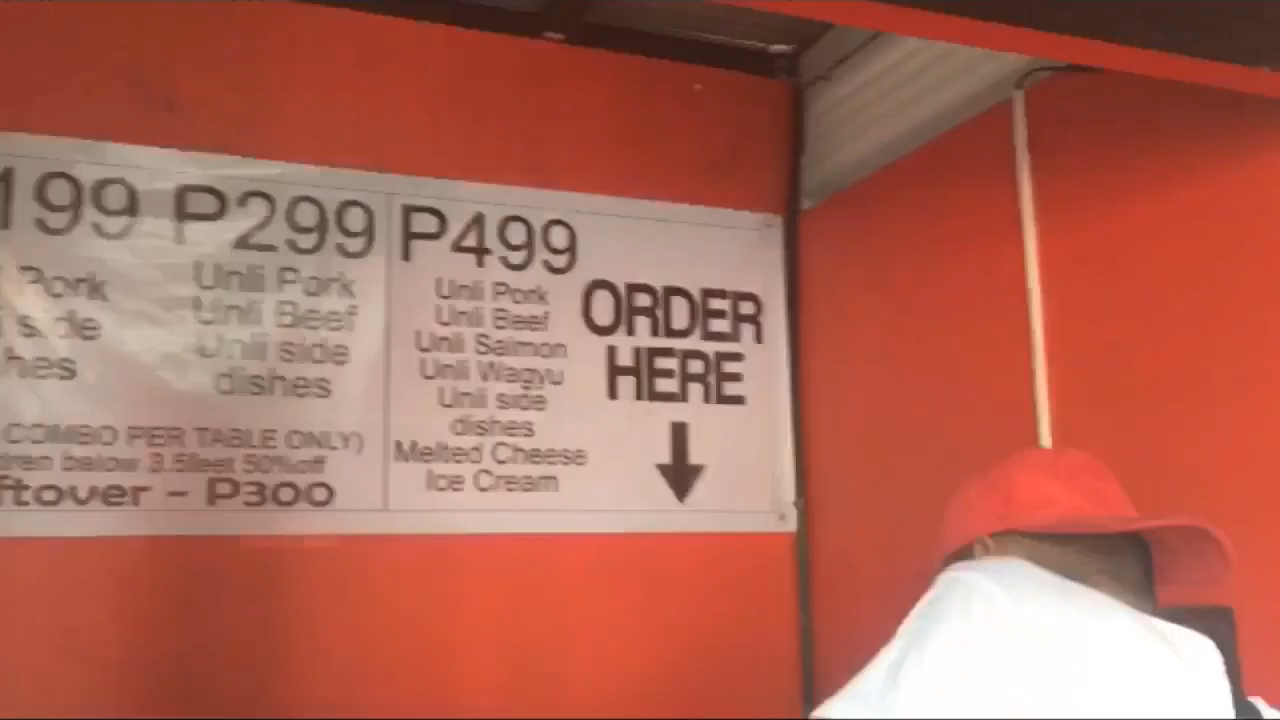 199
Pork
side
hes
P299
Unli Pork
Unli Beef
Unli side
dishes
COMBO PER TABLE ONLY)
dren below 3.5feet 50%off
ftover - P300
P499
Unli Pork
Unli Beef
Unli Salmon
Unli Wagyu
Unli side
dishes
Melted Cheese
Ice Cream
ORDER
HERE